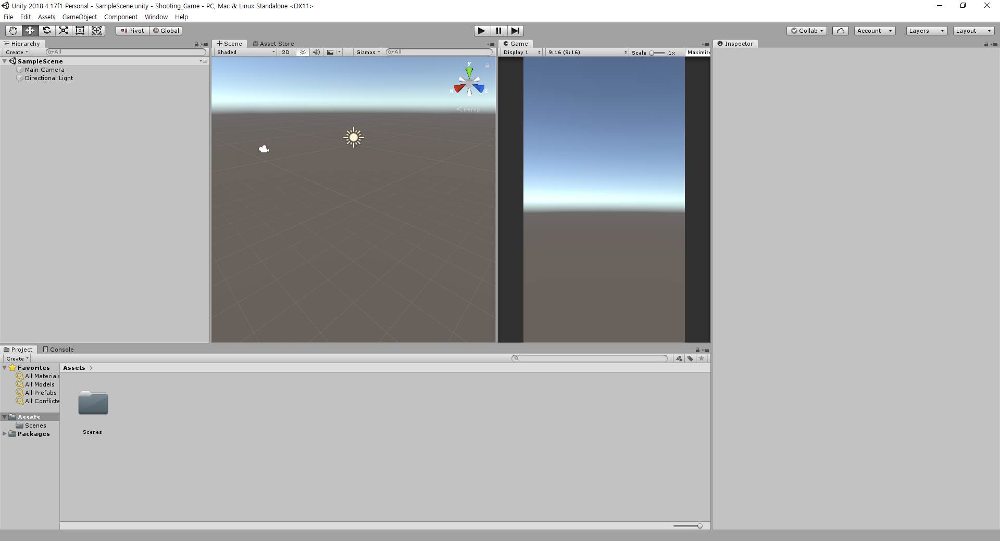 Unity 2018.4.17f1 Personal - SampleScene.unity - Shooting_Game - PC, Mac & Linux Standalone <DX11>
File Edit Assets GameObject Component Window Help
Pivot Global Collab Account Layers Layout
Hierarchy
Create All
SampleScene
Main Camera
Directional Light
Scene Asset Store
Shaded 2D Gizmos All
y
x z
Persp
Game
Display 1 9:16 (9:16) Scale 1x Maximize
Inspector
Project Console
Create
Favorites
All Materials
All Models
All Prefabs
All Conflicte
Assets
Scenes
Packages
Assets
Scenes